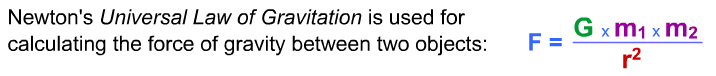 Newton's Universal Law of Gravitation is used for
calculating the force of gravity between two objects:
F = G x m1 x m2 / r²